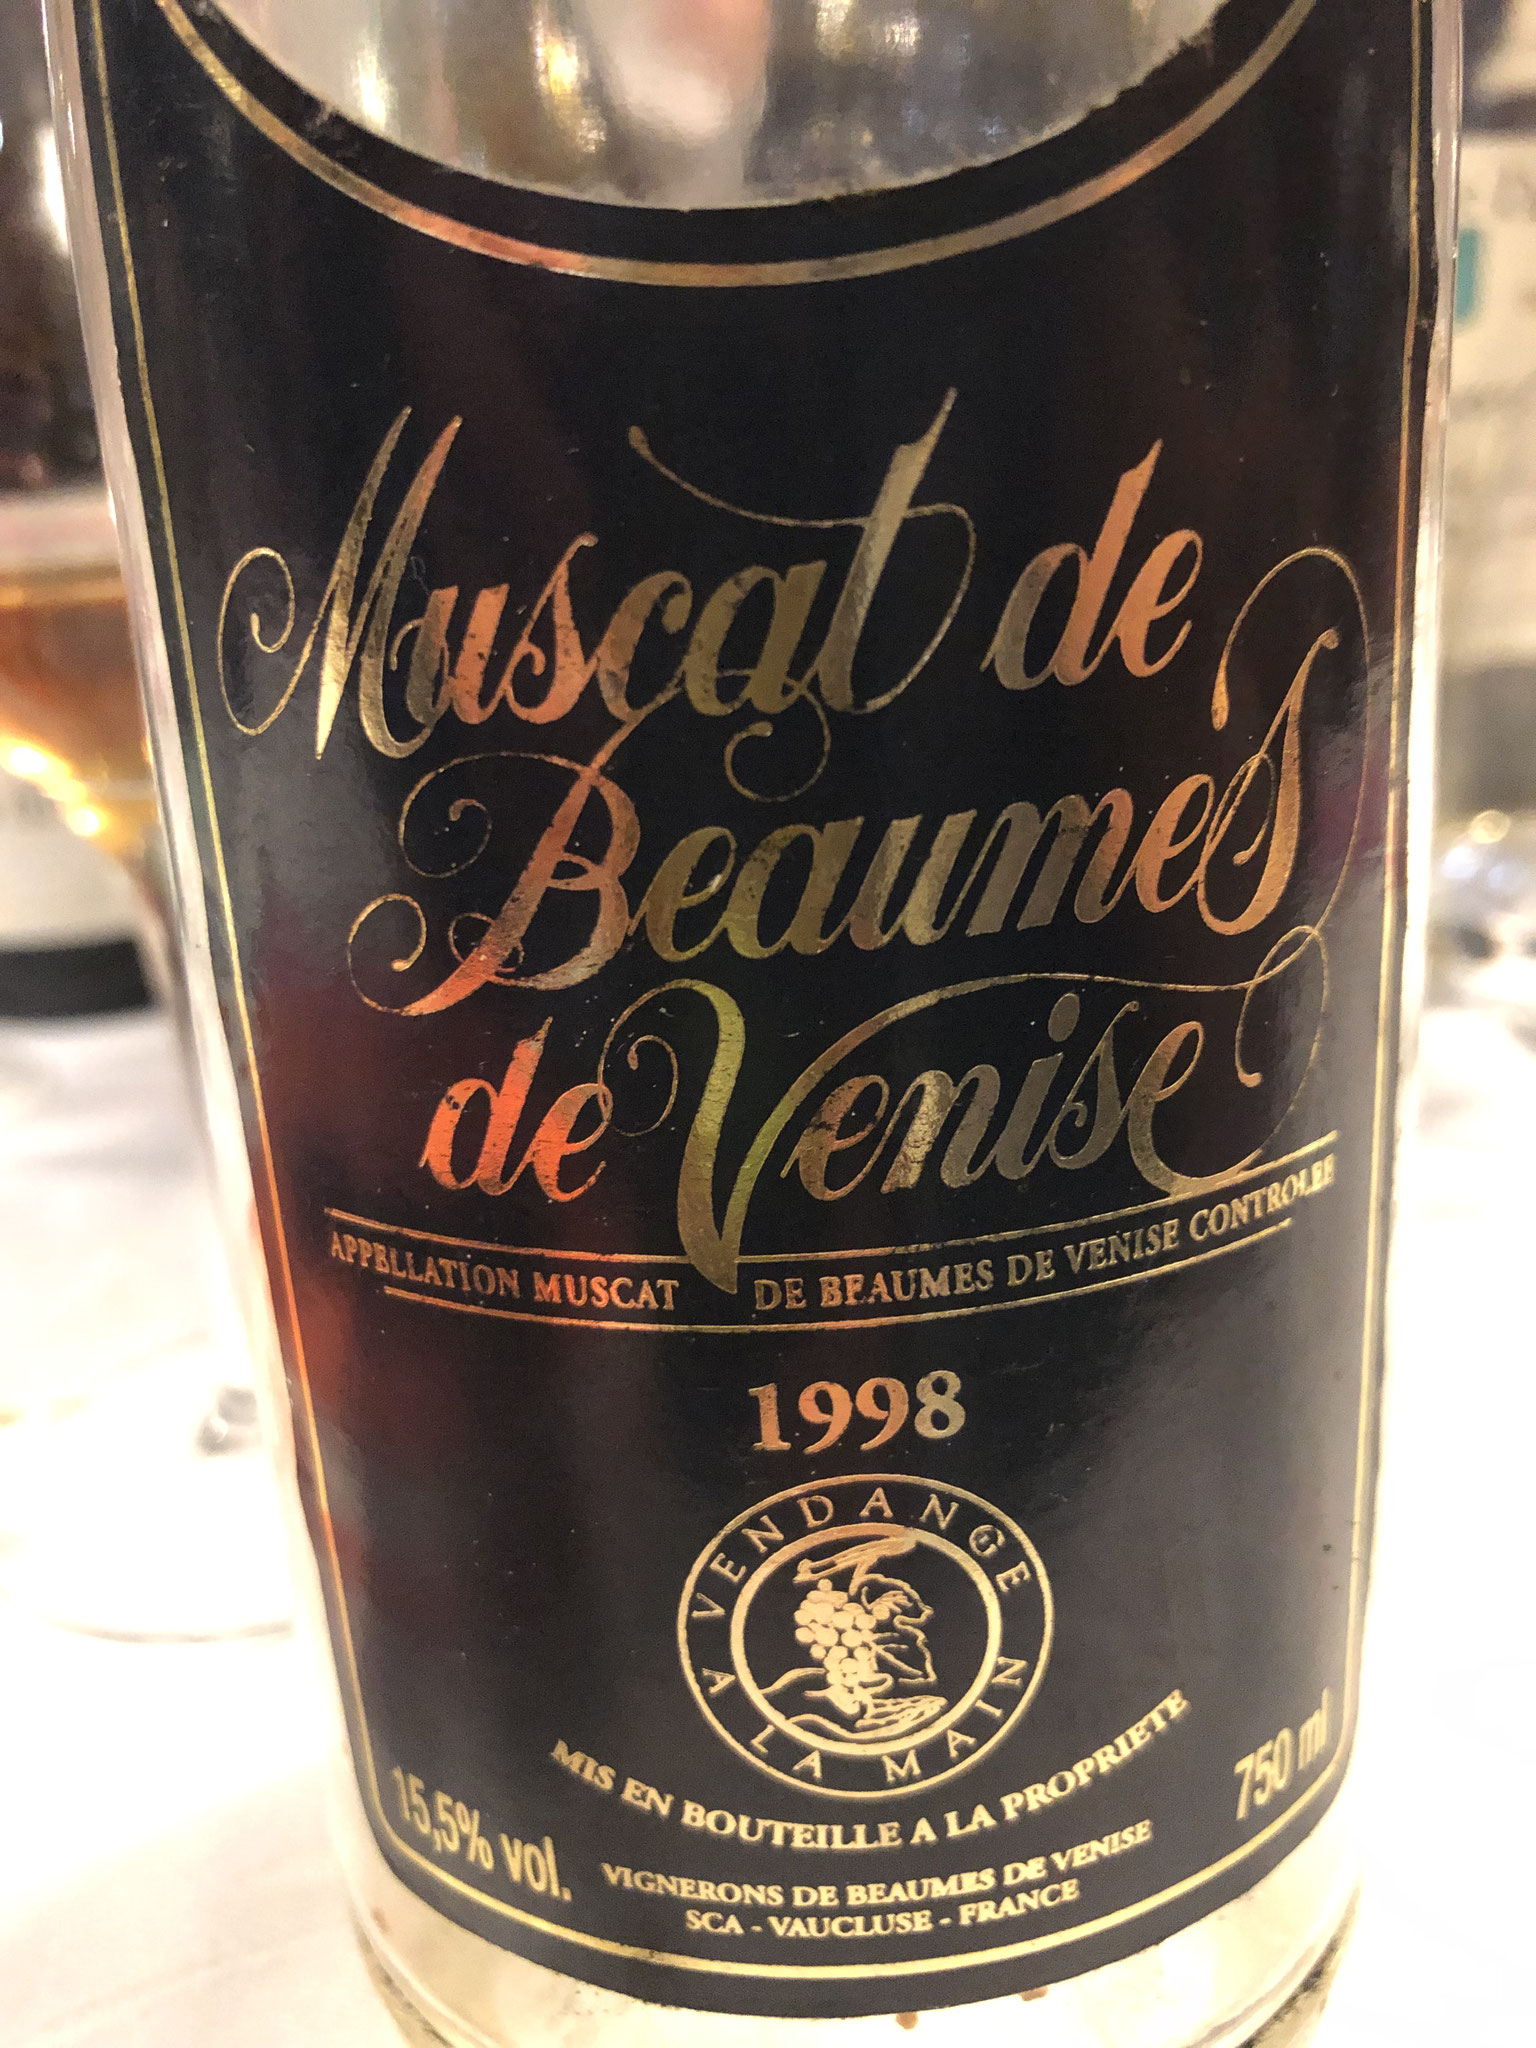 Muscat de
Beaumes
de Venise
APPELLATION MUSCAT DE BEAUMES DE VENISE CONTROLEE
1998
VENDANGE
A LA MAIN
MIS EN BOUTEILLE A LA PROPRIETE
15,5% vol.
750 ml
VIGNERONS DE BEAUMES DE VENISE
SCA - VAUCLUSE - FRANCE